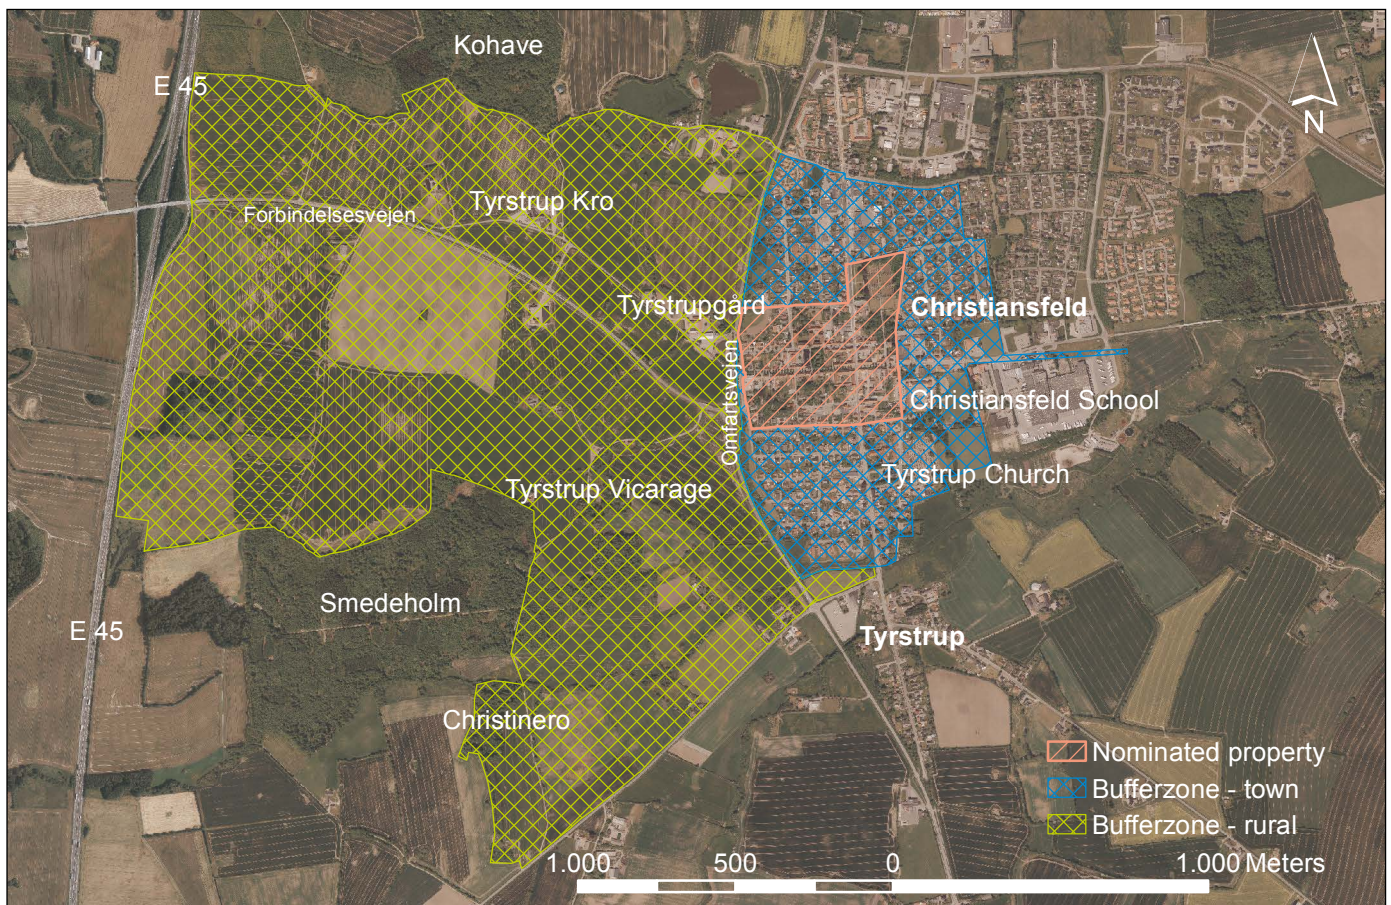 Kohave
E 45
N
Tyrstrup Kro
Forbindelsesvejen
Tyrstrupgård
Christiansfeld
Omfartsvejen
Christiansfeld School
Tyrstrup Church
Tyrstrup Vicarage
Smedeholm
E 45
Tyrstrup
Christinero
Nominated property
Bufferzone - town
Bufferzone - rural
1.000 500 0 1.000 Meters